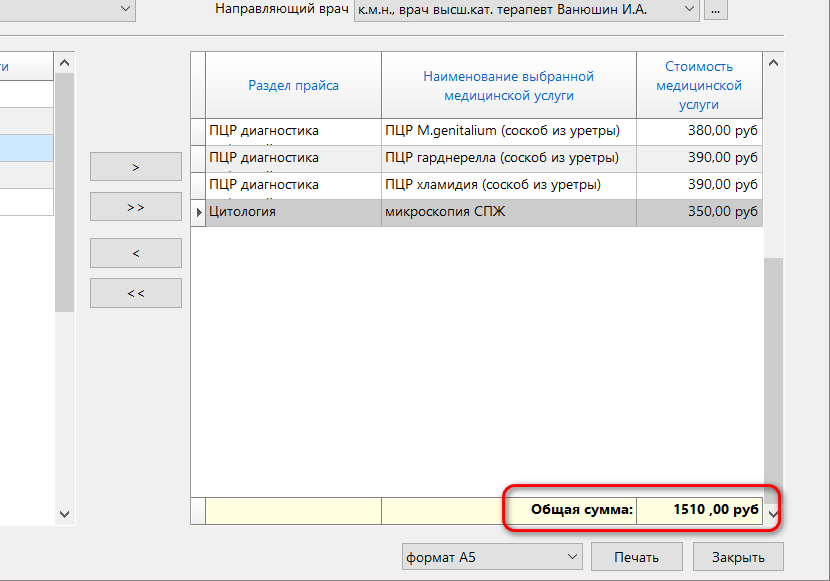 Направляющий врач
к.м.н., врач высш.кат. терапевт Ванюшин И.А.
...
ти
Раздел прайса
Наименование выбранной
медицинской услуги
Стоимость
медицинской
услуги
ПЦР диагностика ПЦР M.genitalium (соскоб из уретры) 380,00 руб
ПЦР диагностика ПЦР гарднерелла (соскоб из уретры) 390,00 руб
ПЦР диагностика ПЦР хламидия (соскоб из уретры) 390,00 руб
Цитология микроскопия СПЖ 350,00 руб
>
>>
<
<<
Общая сумма: 1510 ,00 руб
формат А5
Печать
Закрыть